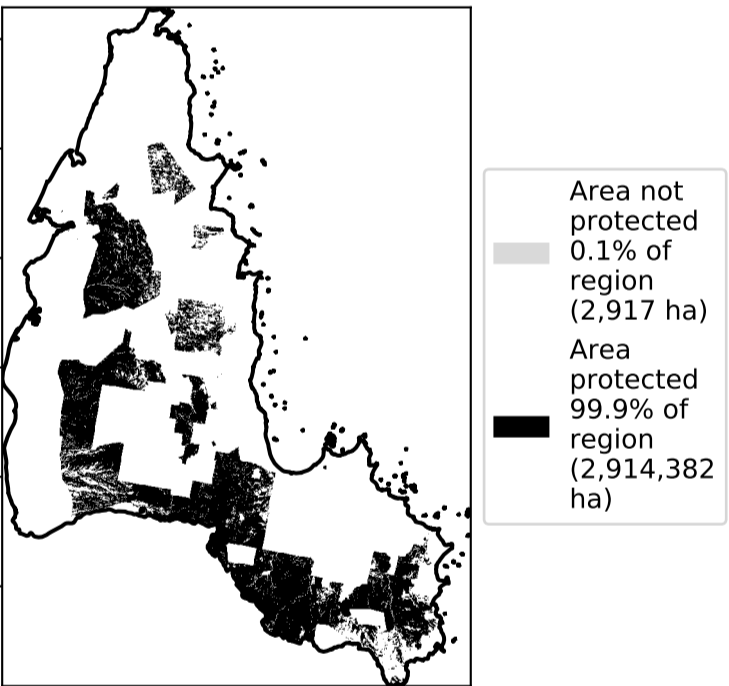 Area not
protected
0.1% of
region
(2,917 ha)
Area
protected
99.9% of
region
(2,914,382
ha)